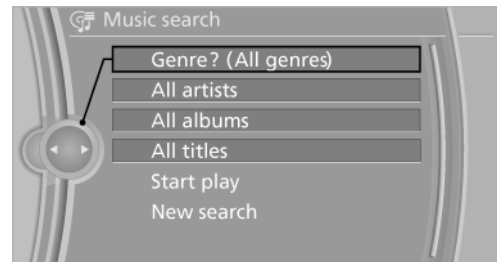 Music search
Genre? (All genres)
All artists
All albums
All titles
Start play
New search